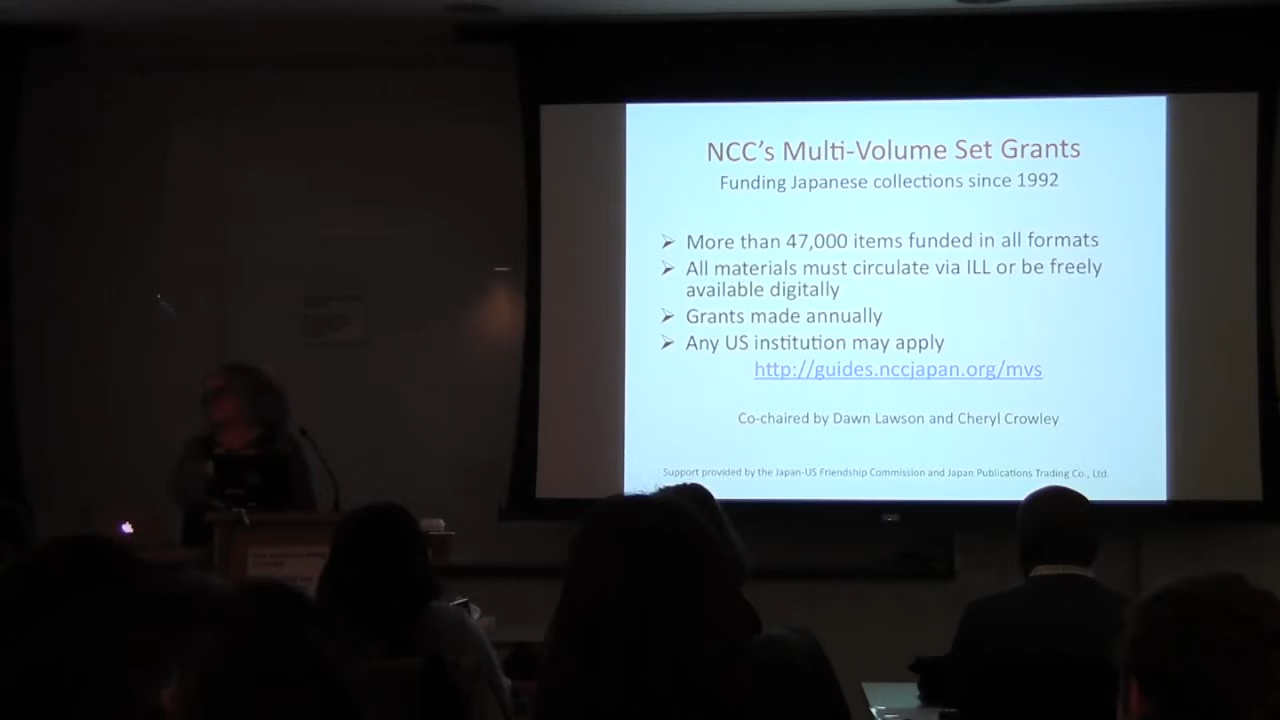 NCC's Multi-Volume Set Grants
Funding Japanese collections since 1992
➢ More than 47,000 items funded in all formats
➢ All materials must circulate via ILL or be freely
available digitally
➢ Grants made annually
➢ Any US institution may apply
http://guides.nccjapan.org/mvs
Co-chaired by Dawn Lawson and Cheryl Crowley
Support provided by the Japan-US Friendship Commission and Japan Publications Trading Co., Ltd.